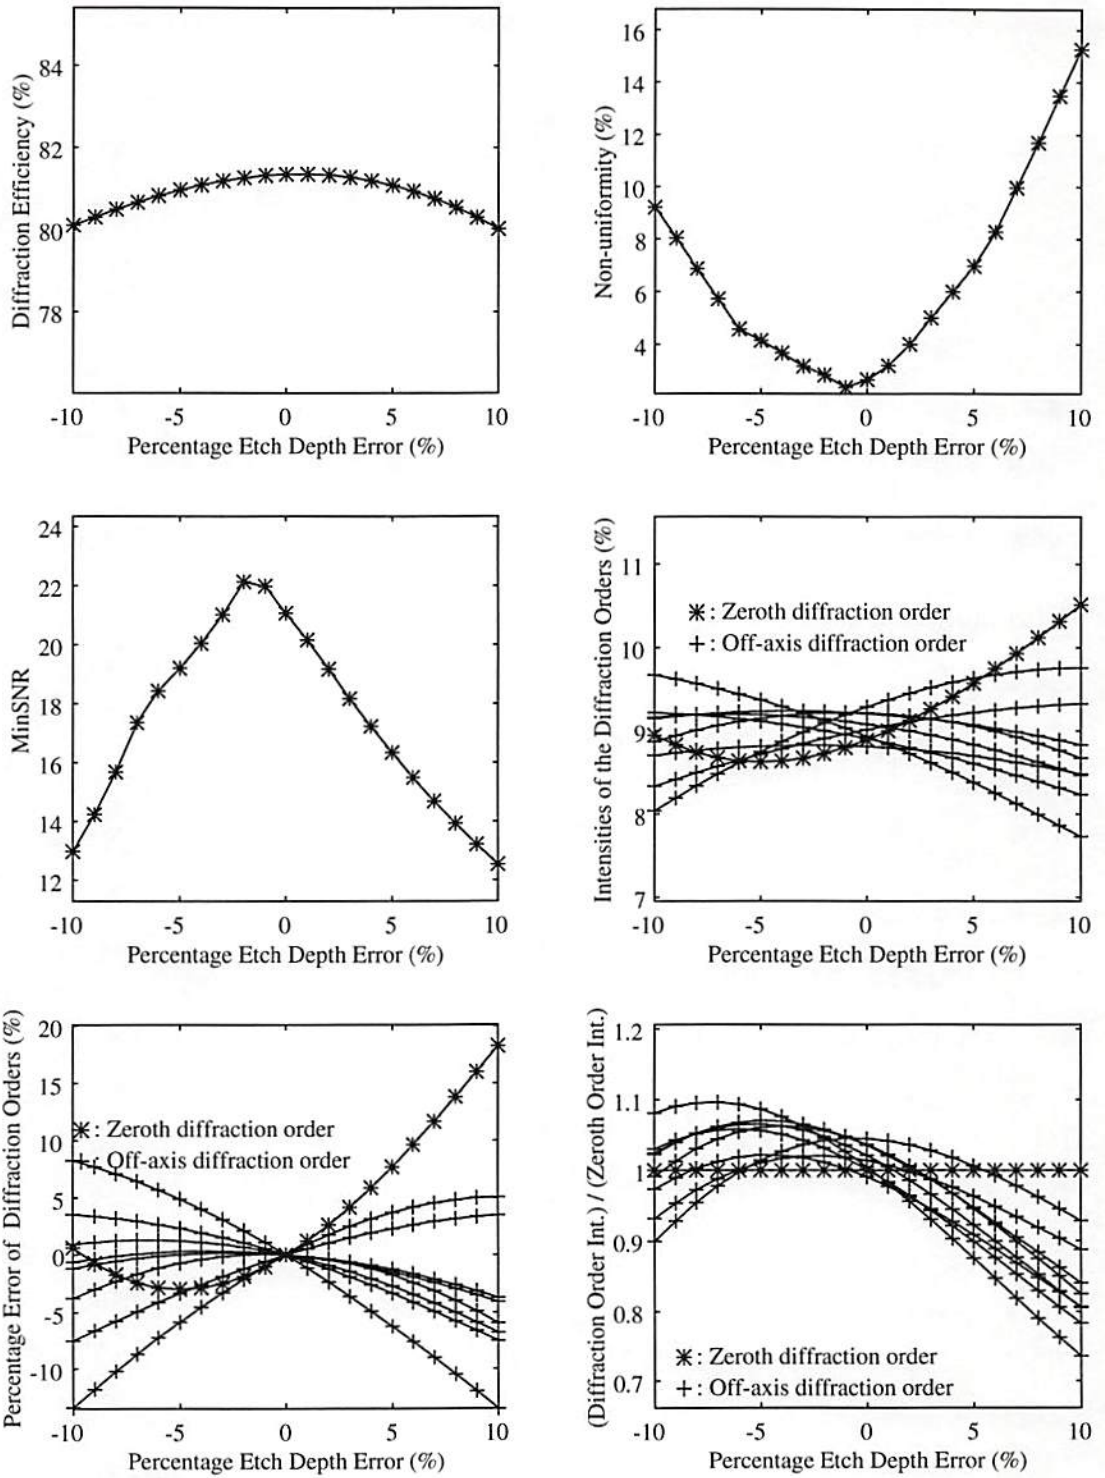 Diffraction Efficiency (%)
84
82
80
78
-10 -5 0 5 10
Percentage Etch Depth Error (%)
Non-uniformity (%)
16
14
12
10
8
6
4
-10 -5 0 5 10
Percentage Etch Depth Error (%)
MinSNR
24
22
20
18
16
14
12
-10 -5 0 5 10
Percentage Etch Depth Error (%)
Intensities of the Diffraction Orders (%)
11
10
9
8
7
: Zeroth diffraction order
: Off-axis diffraction order
-10 -5 0 5 10
Percentage Etch Depth Error (%)
Percentage Error of Diffraction Orders (%)
20
15
10
5
0
-5
-10
: Zeroth diffraction order
: Off-axis diffraction order
-10 -5 0 5 10
Percentage Etch Depth Error (%)
(Diffraction Order Int.) / (Zeroth Order Int.)
1.2
1.1
1
0.9
0.8
0.7
: Zeroth diffraction order
: Off-axis diffraction order
-10 -5 0 5 10
Percentage Etch Depth Error (%)